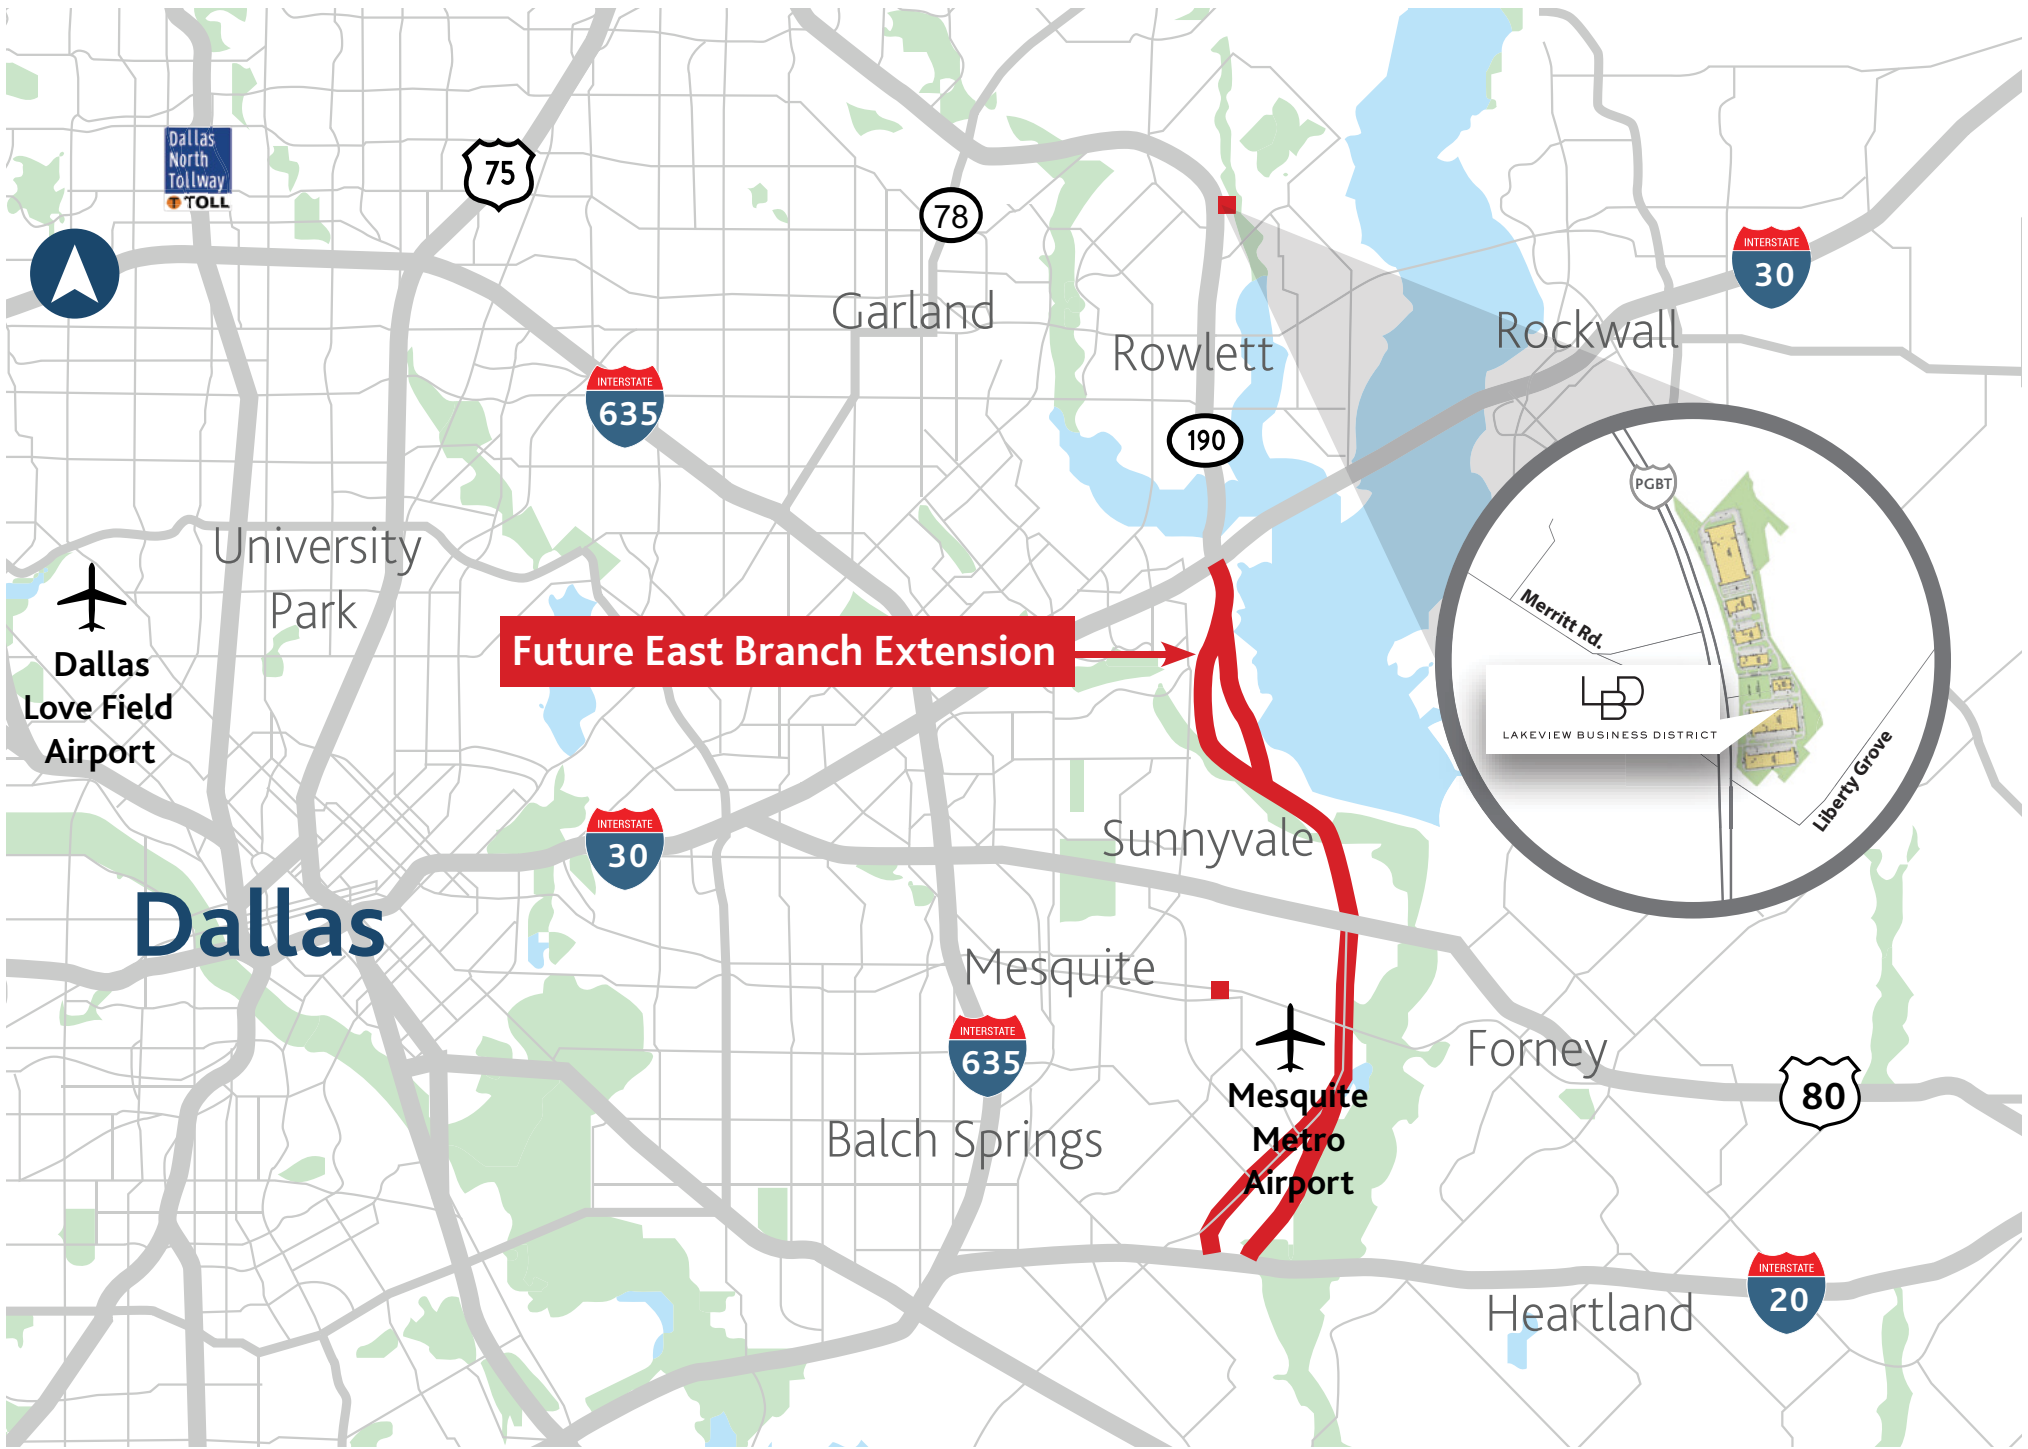 Dallas
North
Tollway
TOLL
75
78
INTERSTATE
30
Garland
Rockwall
Rowlett
INTERSTATE
635
190
PGBT
University
Park
Merritt Rd.
Future East Branch Extension
Dallas
Love Field
Airport
LBD
LAKEVIEW BUSINESS DISTRICT
Liberty Grove
INTERSTATE
30
Sunnyvale
Dallas
Mesquite
INTERSTATE
635
Forney
Mesquite
Metro
Airport
80
Balch Springs
INTERSTATE
20
Heartland